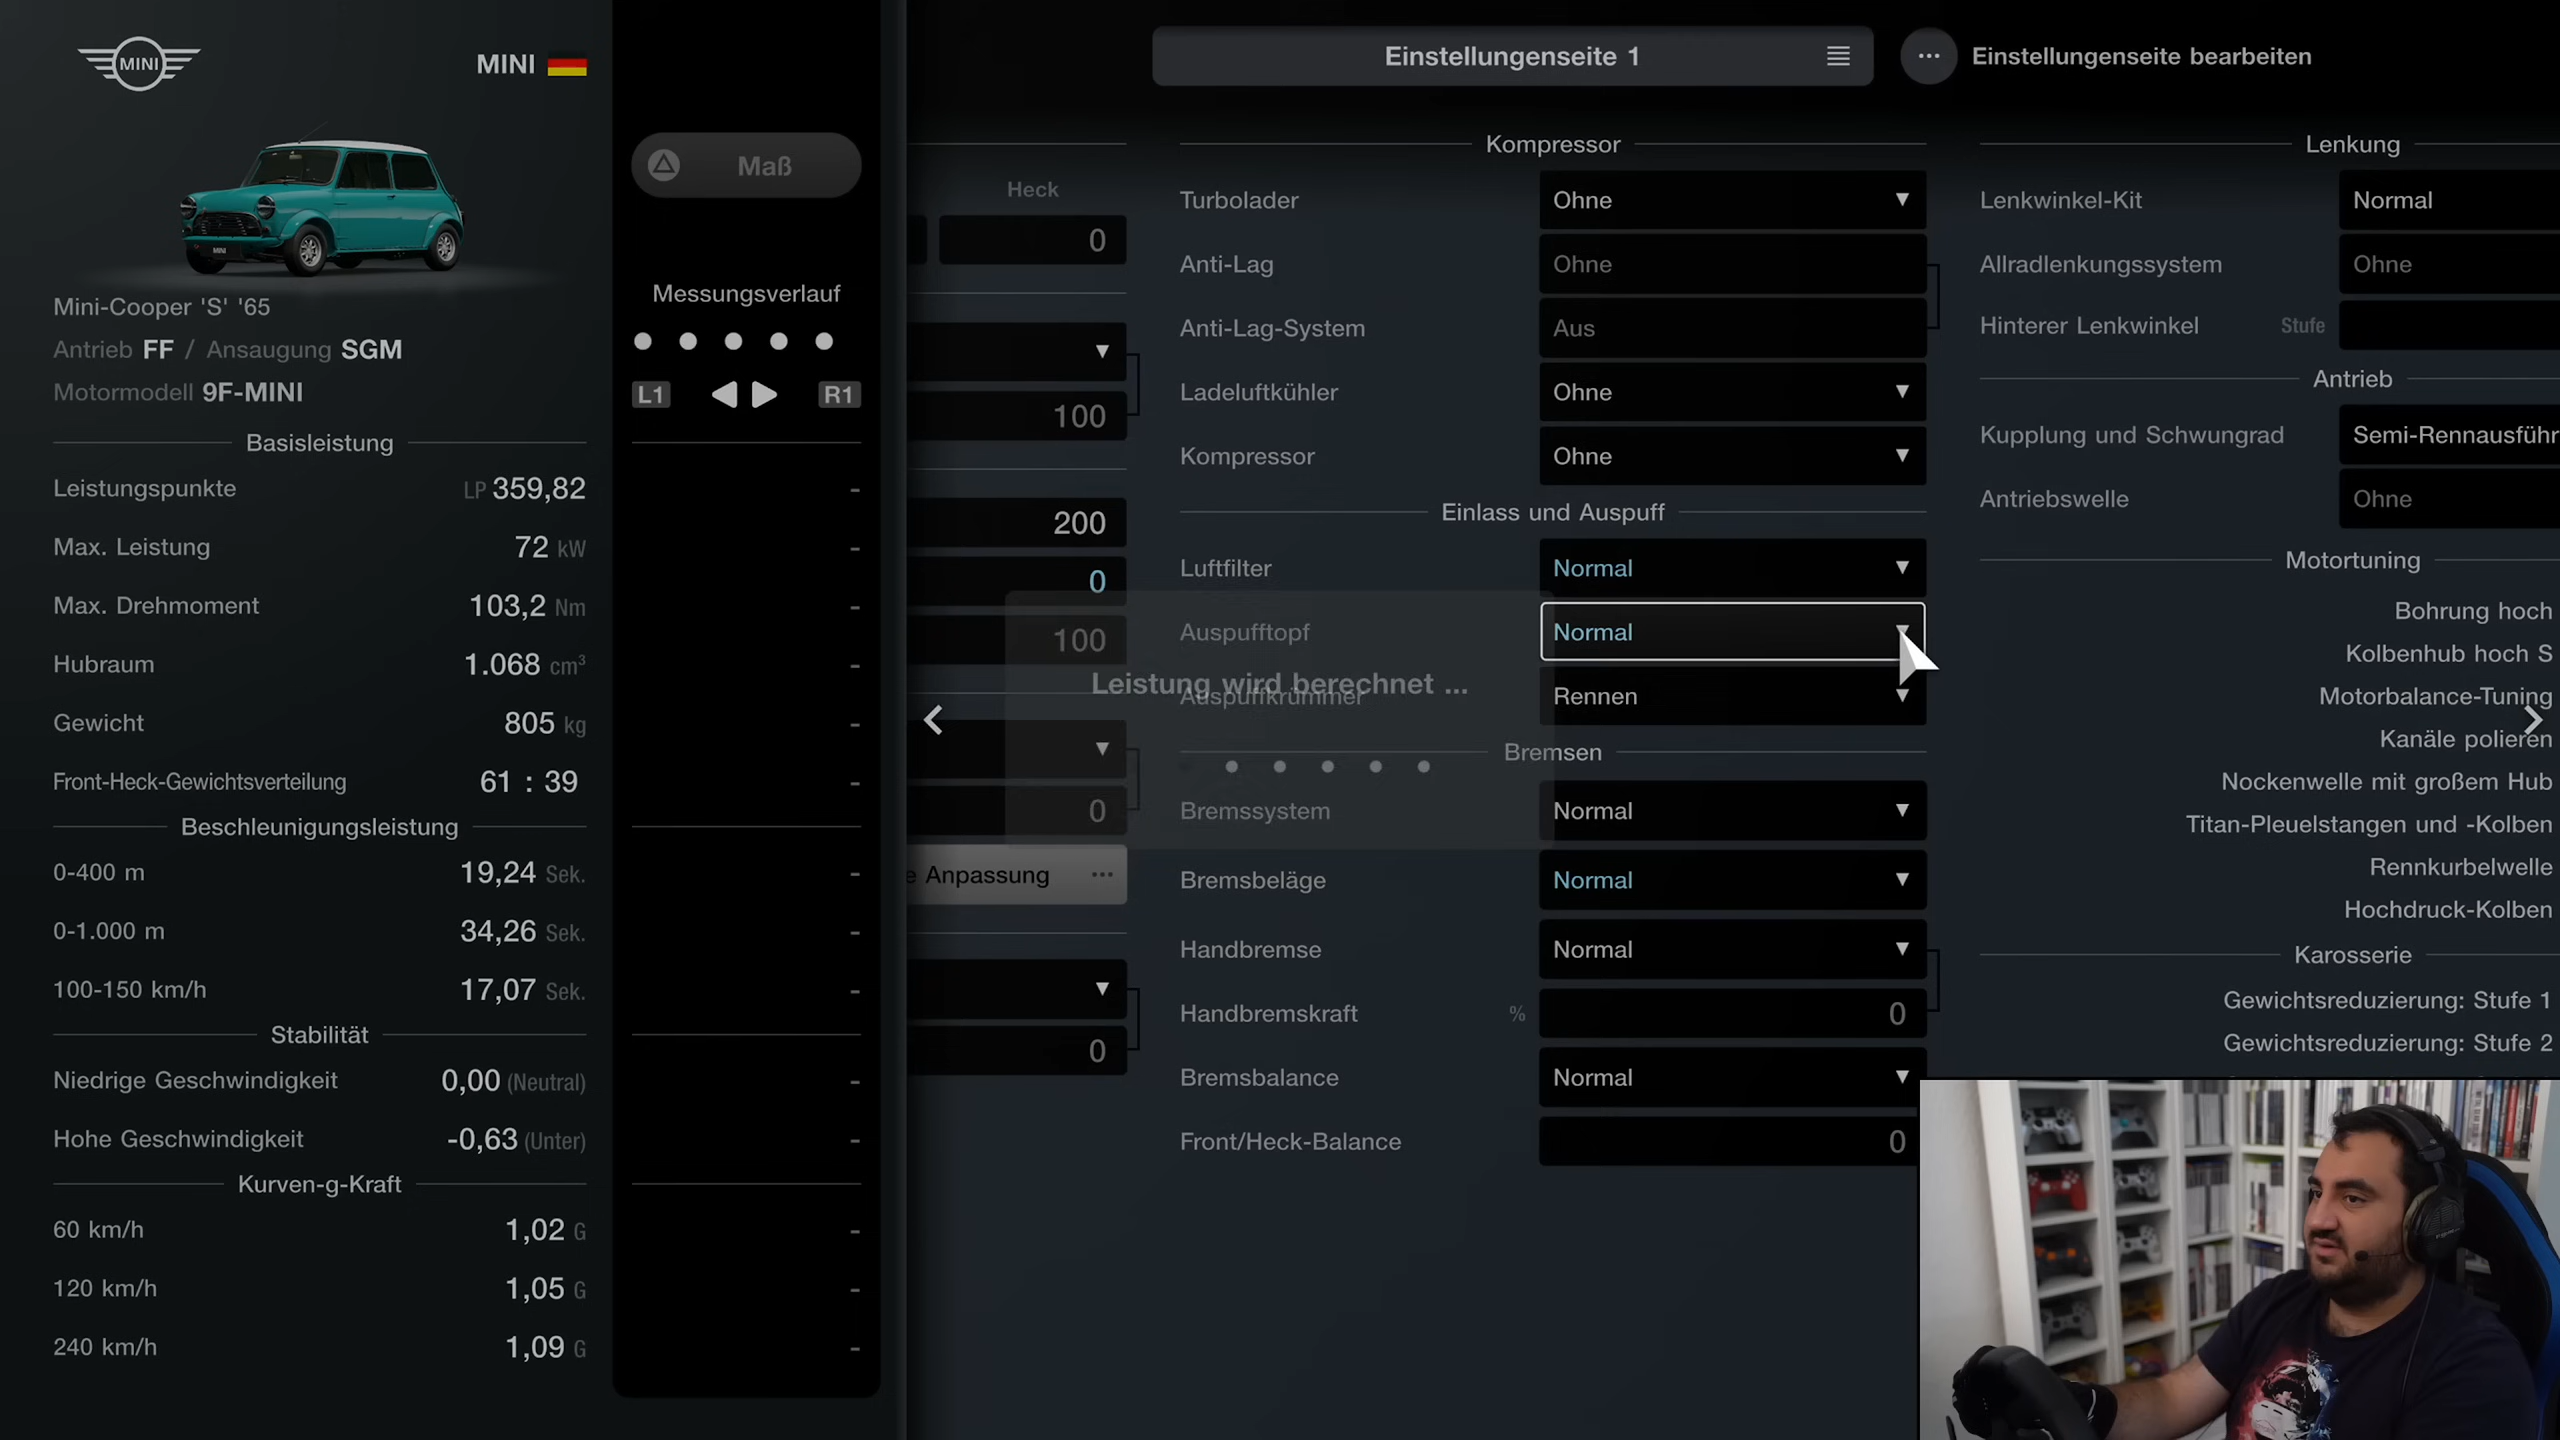 MINI
MINI
Mini-Cooper 'S' '65
Antrieb FF / Ansaugung SGM
Motormodell 9F-MINI
Basisleistung
Leistungspunkte LP 359,82
Max. Leistung 72 kW
Max. Drehmoment 103,2 Nm
Hubraum 1.068 cm³
Gewicht 805 kg
Front-Heck-Gewichtsverteilung 61 : 39
Beschleunigungsleistung
0-400 m 19,24 Sek.
0-1.000 m 34,26 Sek.
100-150 km/h 17,07 Sek.
Stabilität
Niedrige Geschwindigkeit 0,00 (Neutral)
Hohe Geschwindigkeit -0,63 (Unter)
Kurven-g-Kraft
60 km/h 1,02 G
120 km/h 1,05 G
240 km/h 1,09 G
Maß
Messungsverlauf
L1 R1
-
-
-
-
-
-
-
-
-
-
-
-
-
-
Einstellungenseite 1
Einstellungenseite bearbeiten
Heck
0
100
200
0
100
0
e Anpassung ...
0
Kompressor
Turbolader Ohne
Anti-Lag Ohne
Anti-Lag-System Aus
Ladeluftkühler Ohne
Kompressor Ohne
Einlass und Auspuff
Luftfilter Normal
Auspufftopf Normal
Leistung wird berechnet ...
Auspuffkrümmer Rennen
Bremsen
Bremssystem Normal
Bremsbeläge Normal
Handbremse Normal
Handbremskraft % 0
Bremsbalance Normal
Front/Heck-Balance 0
Lenkung
Lenkwinkel-Kit Normal
Allradlenkungssystem Ohne
Hinterer Lenkwinkel Stufe
Antrieb
Kupplung und Schwungrad Semi-Rennausführ
Antriebswelle Ohne
Motortuning
Bohrung hoch
Kolbenhub hoch S
Motorbalance-Tuning
Kanäle polieren
Nockenwelle mit großem Hub
Titan-Pleuelstangen und -Kolben
Rennkurbelwelle
Hochdruck-Kolben
Karosserie
Gewichtsreduzierung: Stufe 1
Gewichtsreduzierung: Stufe 2